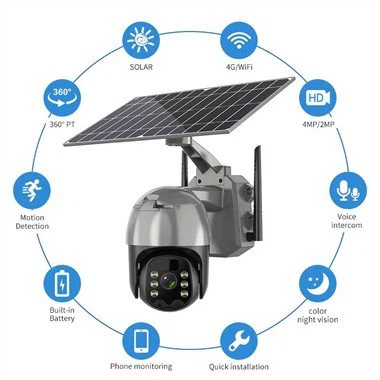 SOLAR
4G/WiFi
360°
360° PT
HD
4MP/2MP
Motion
Detection
Voice
intercom
Built-in
Battery
color
night vision
Phone monitoring
Quick installation